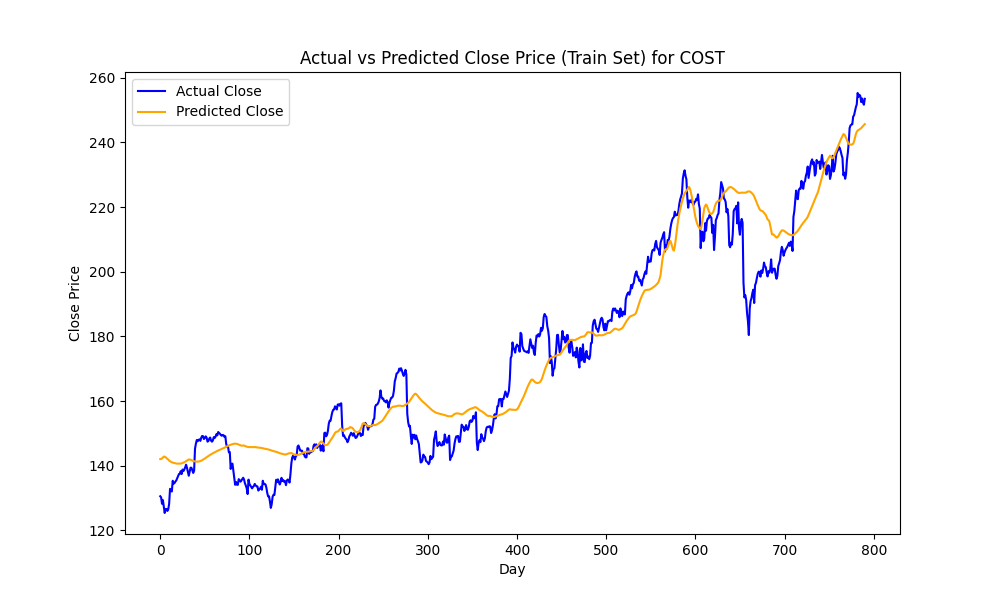 Actual vs Predicted Close Price (Train Set) for COST
Actual Close
Predicted Close
260
240
220
200
180
160
140
120
Close Price
0 100 200 300 400 500 600 700 800
Day